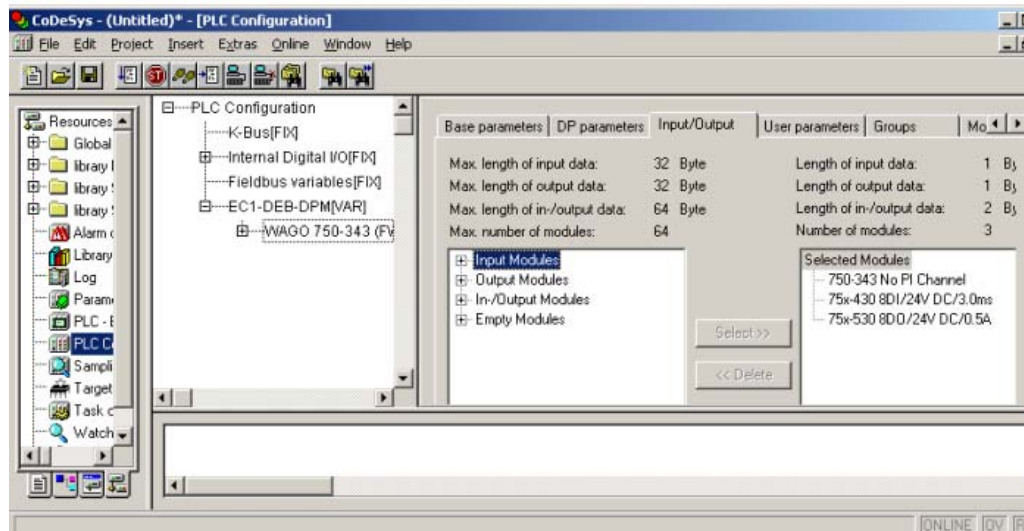 CoDeSys - (Untitled)* - [PLC Configuration]
File Edit Project Insert Extras Online Window Help
Resources
Global
library
library
library
Alarm
Library
Log
PLC -
PLC
Target
Task
Watch
PLC Configuration
K-Bus[FIX]
Internal Digital I/O[FIX]
Fieldbus variables[FIX]
EC1-DEB-DPM[VAR]
WAGO 750-343
Base parameters DP parameters Input/Output User parameters Groups
Max. length of input data: 32 Byte
Max. length of output data: 32 Byte
Max. length of in-/output data: 64 Byte
Max. number of modules: 64
Length of input data: 1
Length of output data: 1
Length of in-/output data: 2
Number of modules: 3
Input Modules
Output Modules
In-/Output Modules
Empty Modules
Select >>
<< Delete
Selected Modules
750-343 No PI Channel
75x-430 8DI/24V DC/3.0ms
75x-530 8DO/24V DC/0.5A
ONLINE OV